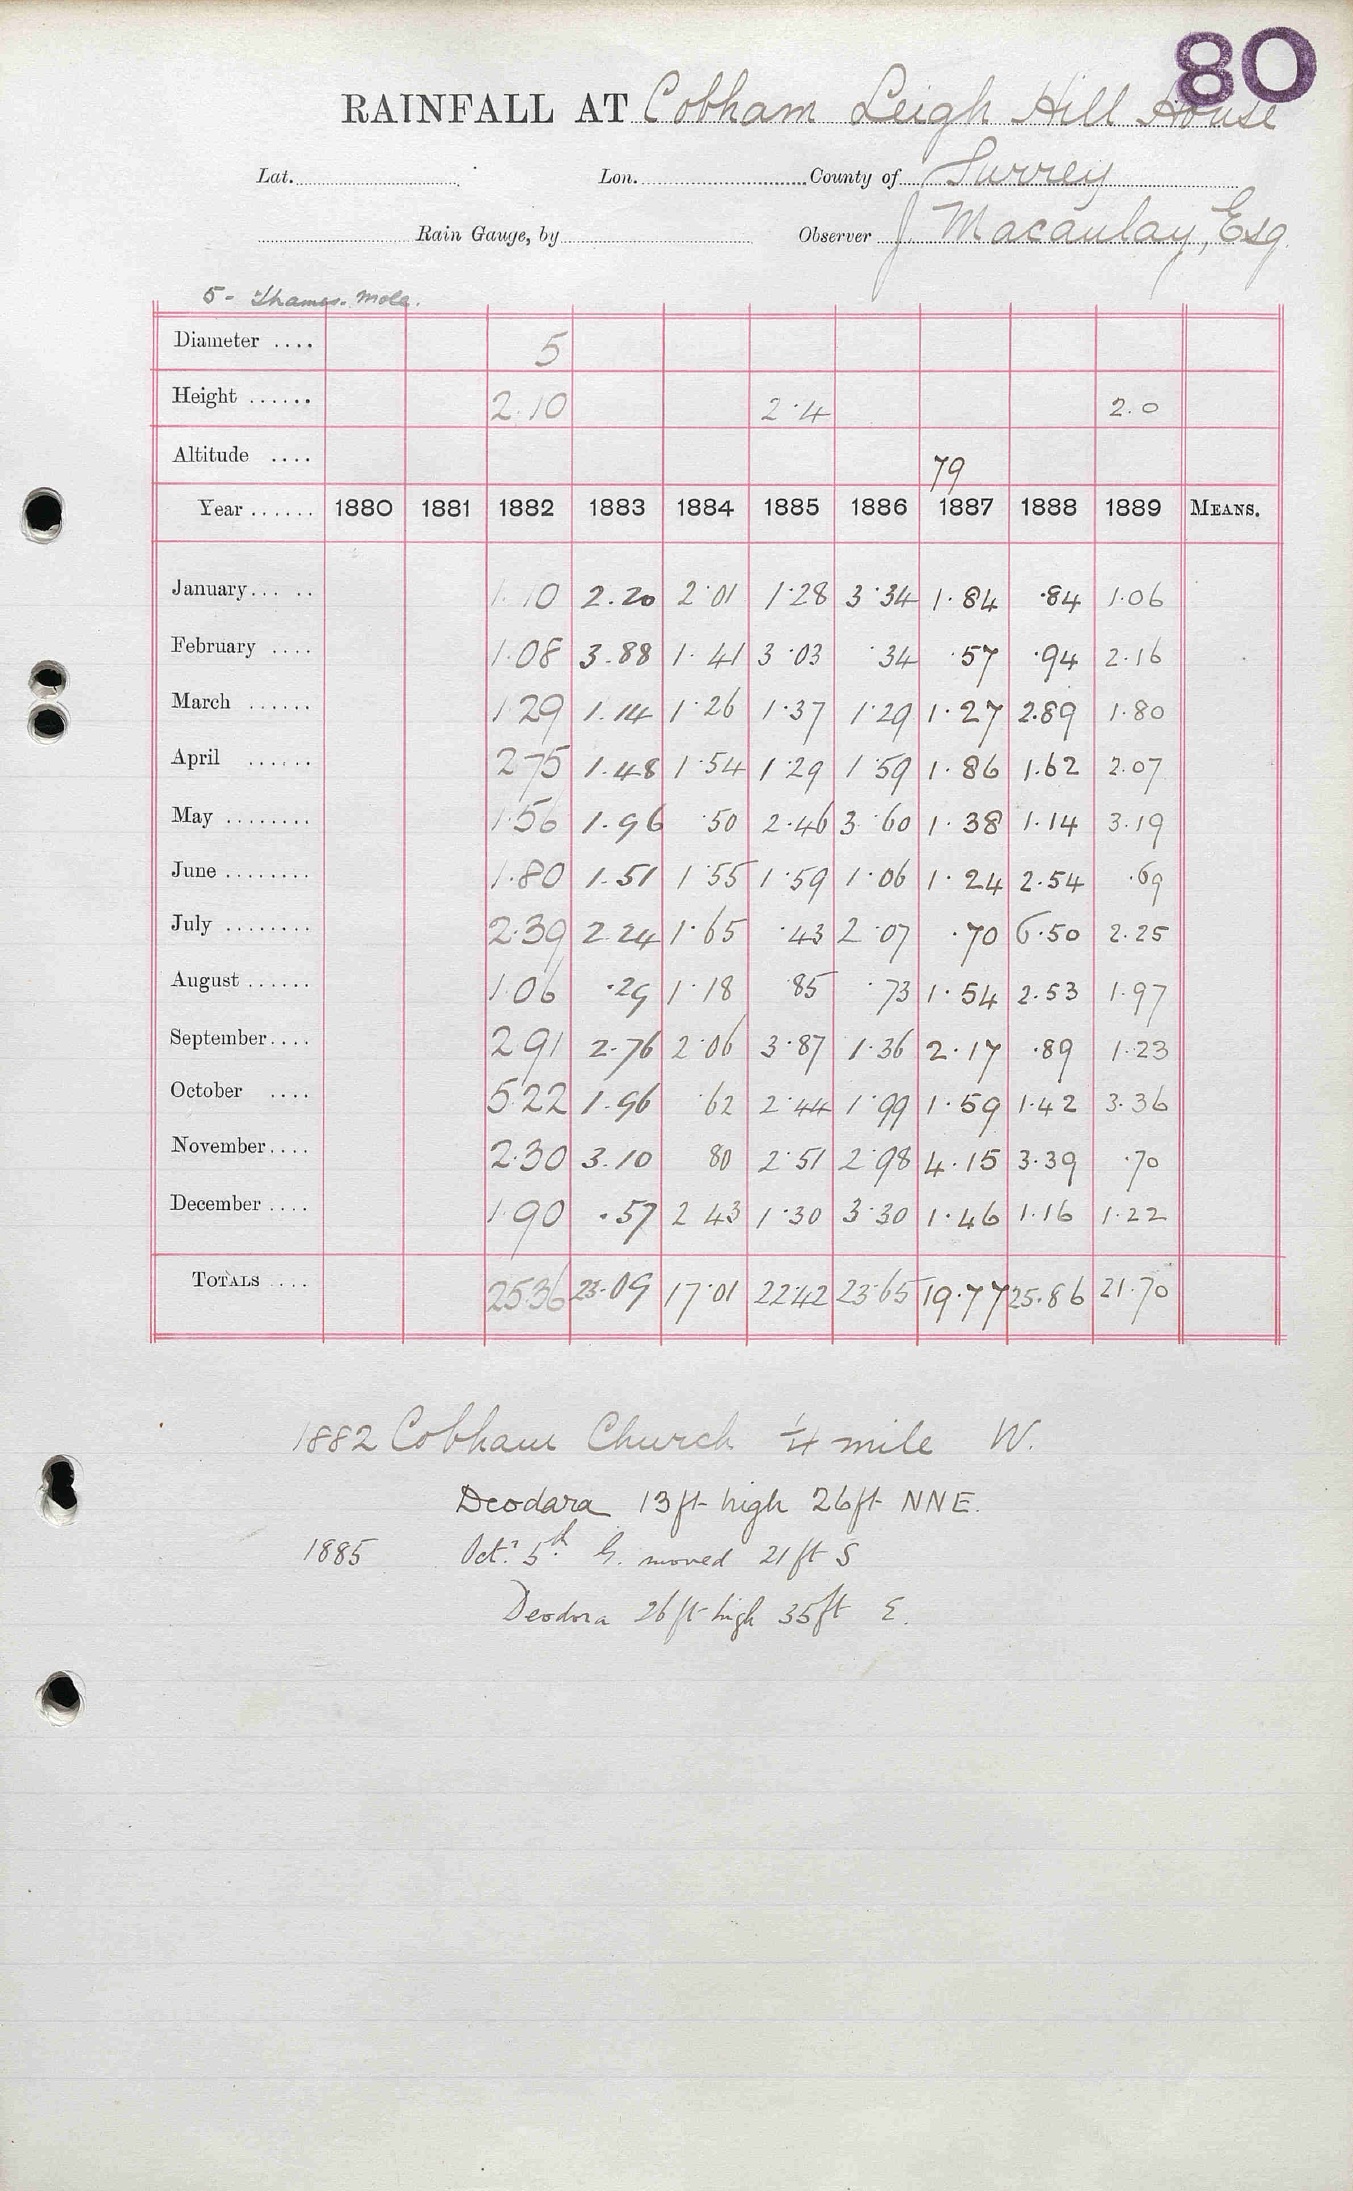 80
RAINFALL AT Cobham Leigh Hill House
Lat. Lon. County of Surrey
Rain Gauge, by Observer J Macaulay, Esq
5 - Thames. Mole.
Diameter .... 5
Height ...... 2.10 2.4 2.0
Altitude .... 79
Year ...... 1880 1881 1882 1883 1884 1885 1886 1887 1888 1889 MEANS.
January ... .. 1.10 2.20 2.01 1.28 3.34 1.84 .84 1.06
February .... 1.08 3.88 1.41 3.03 .34 .57 .94 2.16
March ...... 1.29 1.14 1.26 1.37 1.29 1.27 2.89 1.80
April ...... 2.75 1.48 1.54 1.29 1.59 1.86 1.62 2.07
May ........ 1.56 1.96 .50 2.46 3.60 1.38 1.14 3.19
June ........ 1.80 1.51 1.55 1.59 1.06 1.24 2.54 .69
July ........ 2.39 2.24 1.65 .43 2.07 .70 6.50 2.25
August ...... 1.06 .29 1.18 .85 .73 1.54 2.53 1.97
September .... 2.91 2.76 2.06 3.87 1.36 2.17 .89 1.23
October .... 5.22 1.96 .62 2.44 1.99 1.59 1.42 3.36
November .... 2.30 3.10 80 2.51 2.98 4.15 3.39 .70
December .... 1.90 .57 2 43 1.30 3.30 1.46 1.16 1.22
TOTALS .... 25.36 23.09 17.01 22.42 23.65 19.77 25.86 21.70
1882 Cobham Church 1/4 mile W.
Deodara 13 ft high 26 ft NNE.
1885 Oct. 5th G. moved 21 ft S
Deodora 26 ft high 35 ft E.